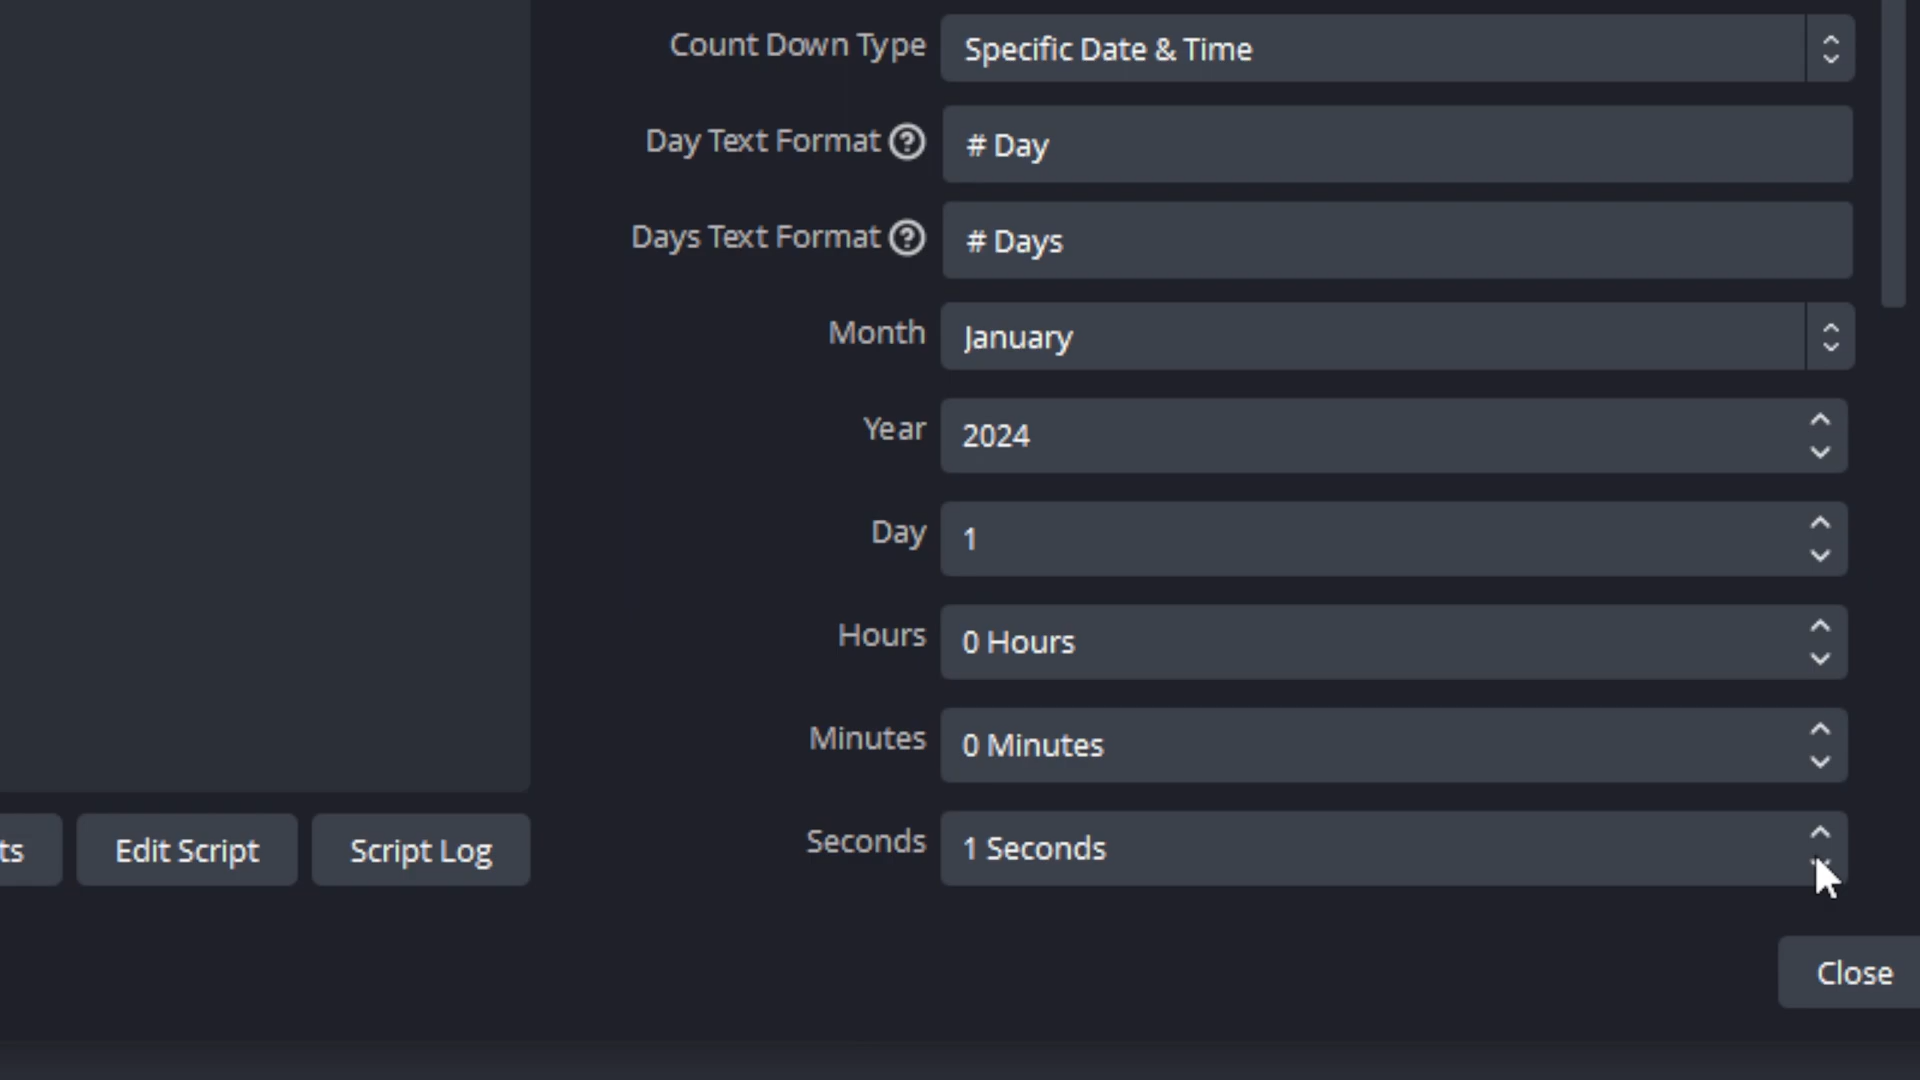 Count Down Type Specific Date & Time
Day Text Format ? # Day
Days Text Format ? # Days
Month January
Year 2024
Day 1
Hours 0 Hours
Minutes 0 Minutes
Seconds 1 Seconds
ts Edit Script Script Log
Close